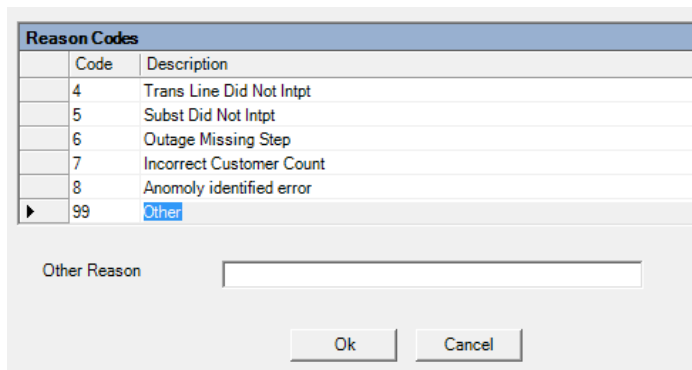 Reason Codes
Code Description
4 Trans Line Did Not Intpt
5 Subst Did Not Intpt
6 Outage Missing Step
7 Incorrect Customer Count
8 Anomoly identified error
99 Other
Other Reason
Ok Cancel